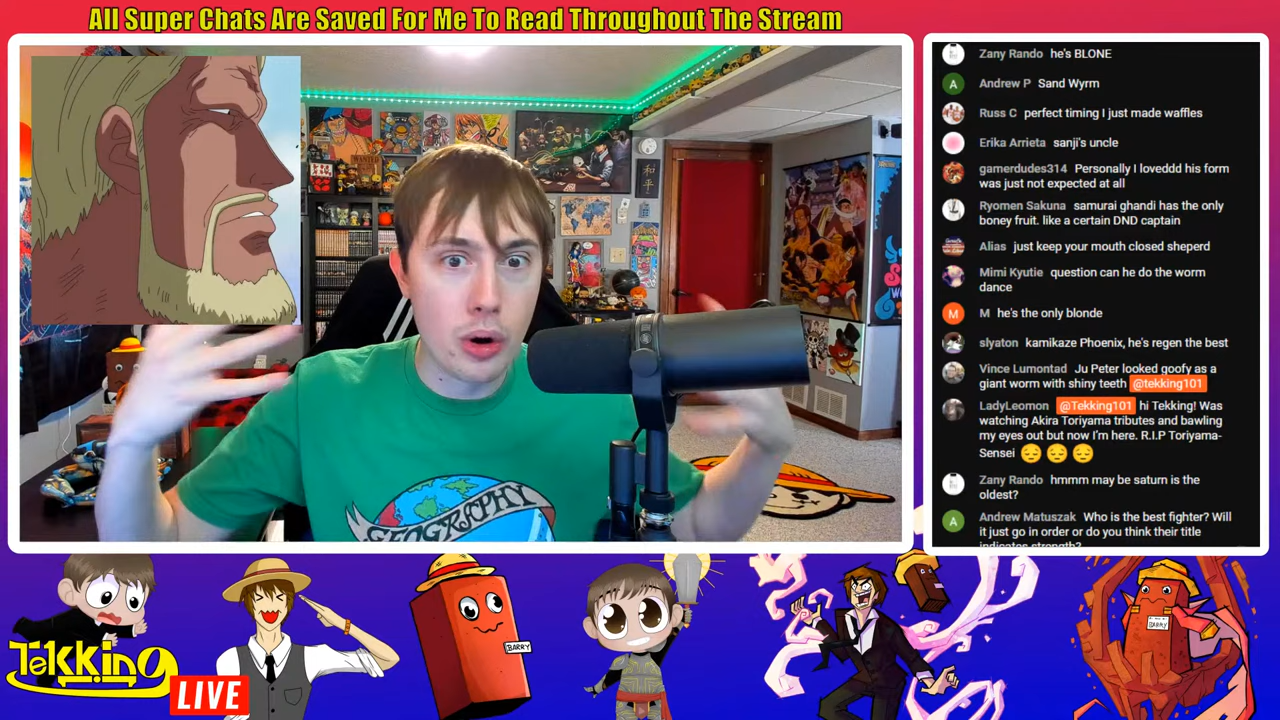 All Super Chats Are Saved For Me To Read Throughout The Stream
WANTED
和
平
GEOGRAPHY
Zany Rando he's BLONE
A Andrew P Sand Wyrm
Russ C perfect timing I just made waffles
Erika Arrieta sanji's uncle
gamerdudes314 Personally I loveddd his form
was just not expected at all
Ryomen Sakuna samurai ghandi has the only
boney fruit. like a certain DND captain
Alias just keep your mouth closed sheperd
Mimi Kyutie question can he do the worm
dance
M M he's the only blonde
slyaton kamikaze Phoenix, he's regen the best
Vince Lumontad Ju Peter looked goofy as a
giant worm with shiny teeth @tekking101
LadyLeomon @Tekking101 hi Tekking! Was
watching Akira Toriyama tributes and bawling
my eyes out but now I'm here. R.I.P Toriyama-
Sensei
Zany Rando hmmm may be saturn is the
oldest?
A Andrew Matuszak Who is the best fighter? Will
it just go in order or do you think their title
indicates strength?
TeKKinG
LIVE
BARRY
BARRY